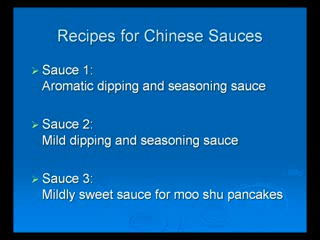 Recipes for Chinese Sauces
Sauce 1:
Aromatic dipping and seasoning sauce
Sauce 2:
Mild dipping and seasoning sauce
Sauce 3:
Mildly sweet sauce for moo shu pancakes